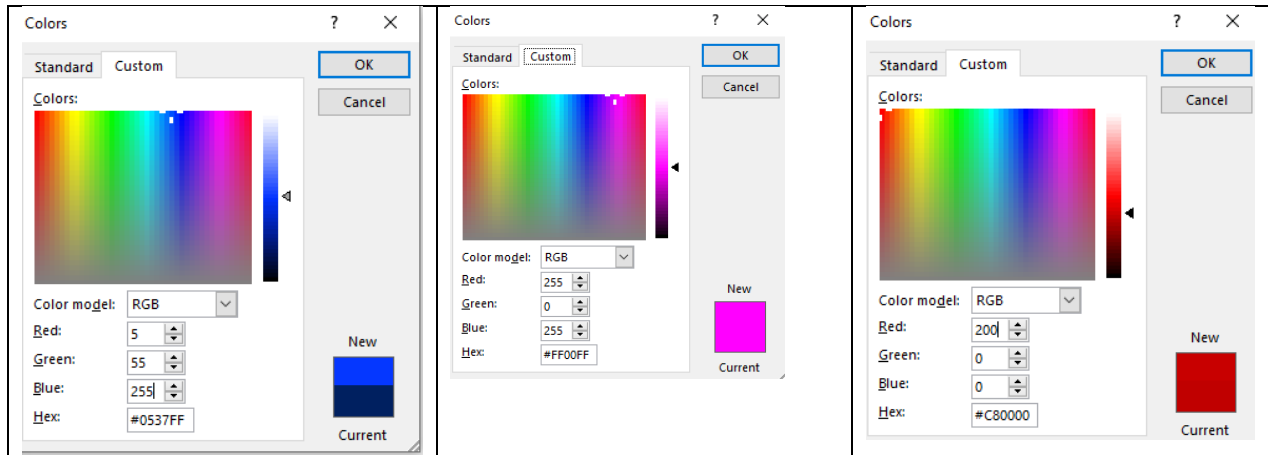 Colors ? ×
Standard Custom
OK
Cancel
Colors:
Color model: RGB
Red: 5
Green: 55
Blue: 255
Hex: #0537FF
New
Current
Colors ? ×
Standard Custom
OK
Cancel
Colors:
Color model: RGB
Red: 255
Green: 0
Blue: 255
Hex: #FF00FF
New
Current
Colors ? ×
Standard Custom
OK
Cancel
Colors:
Color model: RGB
Red: 200
Green: 0
Blue: 0
Hex: #C80000
New
Current